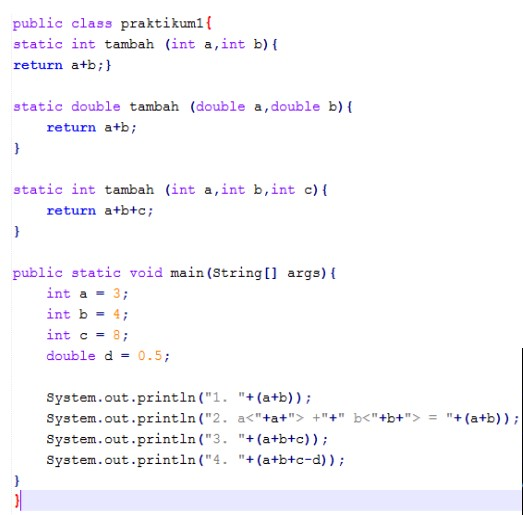 public class praktikum1{
static int tambah (int a,int b){
return a+b;}
static double tambah (double a,double b){
return a+b;
}
static int tambah (int a,int b,int c){
return a+b+c;
}
public static void main(String[] args){
int a = 3;
int b = 4;
int c = 8;
double d = 0.5;
System.out.println("1. "+(a+b));
System.out.println("2. a<"+a+"> +"+" b<"+b+"> = "+(a+b));
System.out.println("3. "+(a+b+c));
System.out.println("4. "+(a+b+c-d));
}
}